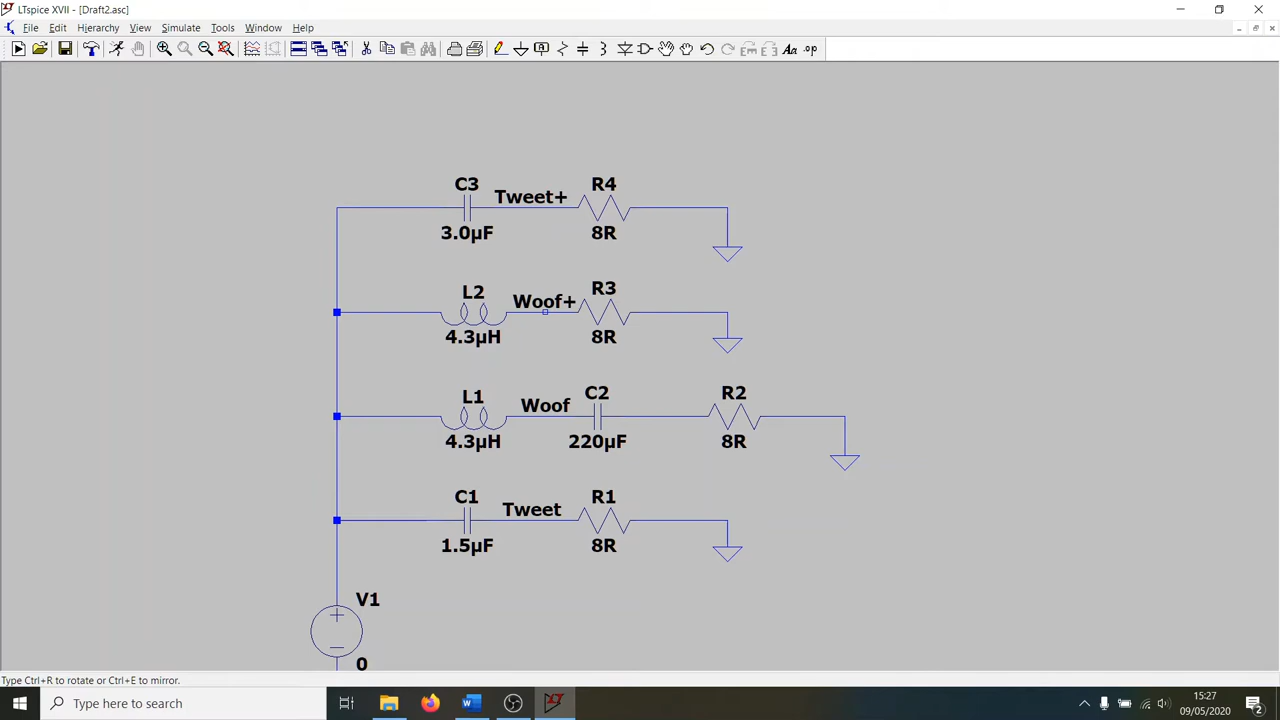 LTspice XVII - [Draft2.asc]
File Edit Hierarchy View Simulate Tools Window Help
Aa .op
C3 Tweet+ R4
3.0µF 8R
L2 Woof+ R3
4.3µH 8R
L1 Woof C2 R2
4.3µH 220µF 8R
C1 Tweet R1
1.5µF 8R
V1
0
Type Ctrl+R to rotate or Ctrl+E to mirror.
Type here to search
15:27
09/05/2020
2